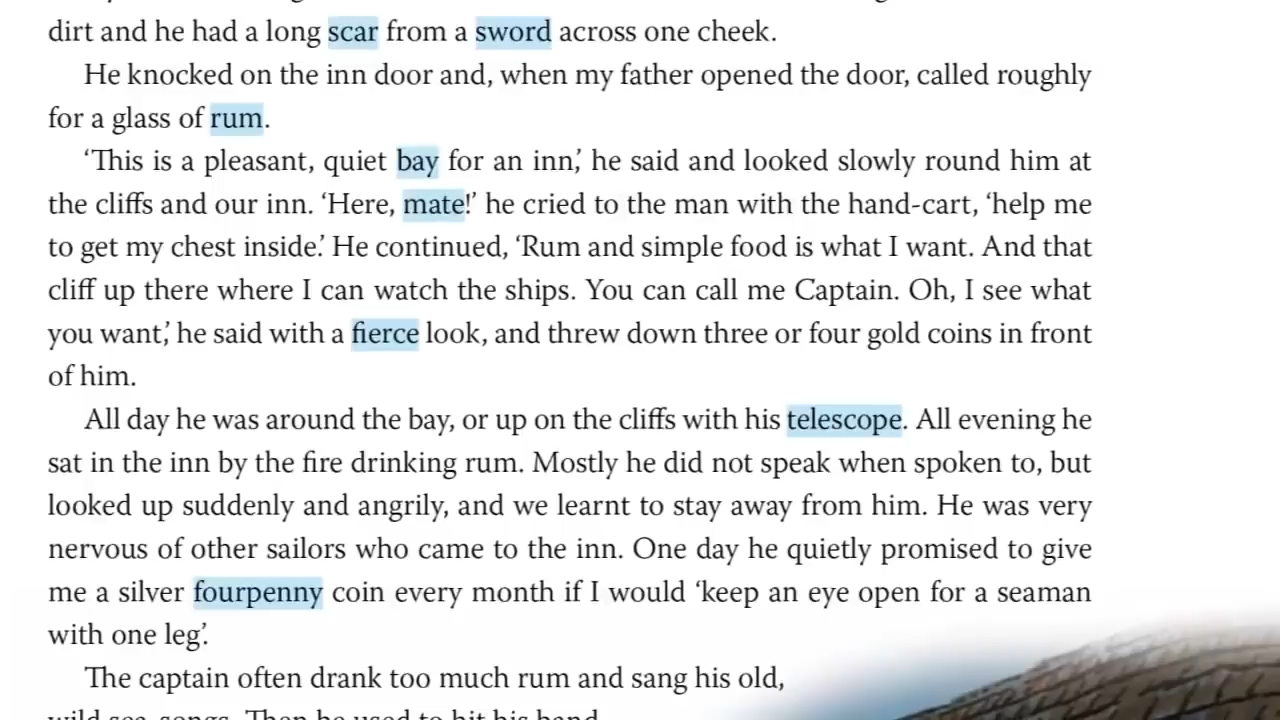 dirt and he had a long scar from a sword across one cheek.
He knocked on the inn door and, when my father opened the door, called roughly
for a glass of rum.
‘This is a pleasant, quiet bay for an inn,’ he said and looked slowly round him at
the cliffs and our inn. ‘Here, mate!’ he cried to the man with the hand-cart, ‘help me
to get my chest inside.’ He continued, ‘Rum and simple food is what I want. And that
cliff up there where I can watch the ships. You can call me Captain. Oh, I see what
you want,’ he said with a fierce look, and threw down three or four gold coins in front
of him.
All day he was around the bay, or up on the cliffs with his telescope. All evening he
sat in the inn by the fire drinking rum. Mostly he did not speak when spoken to, but
looked up suddenly and angrily, and we learnt to stay away from him. He was very
nervous of other sailors who came to the inn. One day he quietly promised to give
me a silver fourpenny coin every month if I would ‘keep an eye open for a seaman
with one leg’.
The captain often drank too much rum and sang his old,
wild sea-songs. Then he used to hit his hand